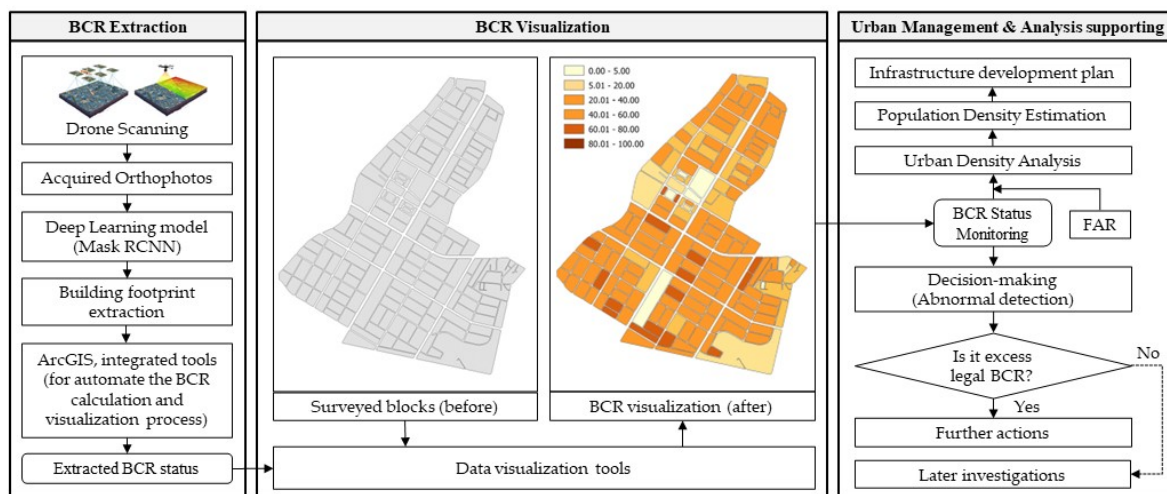 BCR Extraction
Drone Scanning
Acquired Orthophotos
Deep Learning model
(Mask RCNN)
Building footprint
extraction
ArcGIS, integrated tools
(for automate the BCR
calculation and
visualization process)
Extracted BCR status
BCR Visualization
0.00 - 5.00
5.01 - 20.00
20.01 - 40.00
40.01 - 60.00
60.01 - 80.00
80.01 - 100.00
Surveyed blocks (before)
BCR visualization (after)
Data visualization tools
Urban Management & Analysis supporting
Infrastructure development plan
Population Density Estimation
Urban Density Analysis
BCR Status
Monitoring
FAR
Decision-making
(Abnormal detection)
Is it excess
legal BCR?
No
Yes
Further actions
Later investigations